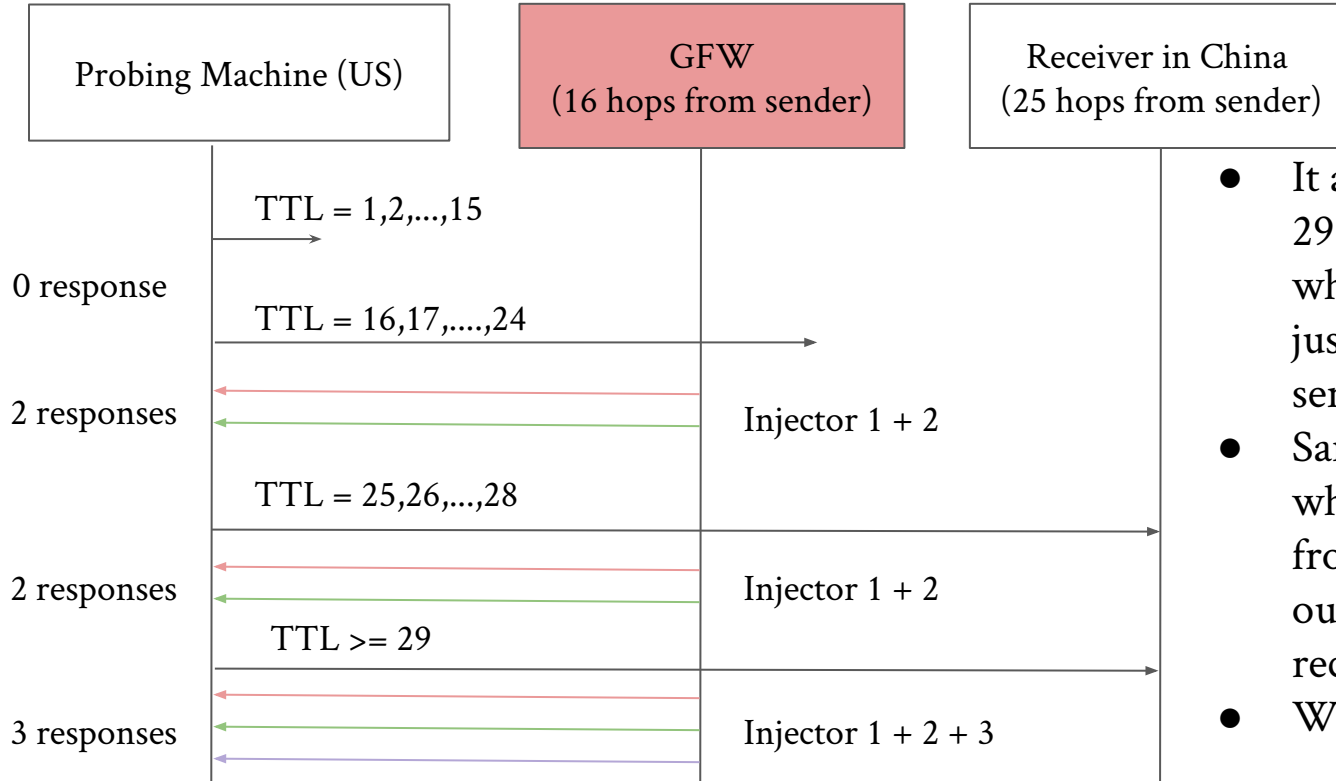 Probing Machine (US)
GFW
(16 hops from sender)
Receiver in China
(25 hops from sender)
TTL = 1,2,...,15
0 response
TTL = 16,17,....,24
2 responses
Injector 1 + 2
TTL = 25,26,...,28
2 responses
Injector 1 + 2
TTL >= 29
3 responses
Injector 1 + 2 + 3
● It
29
● 
●